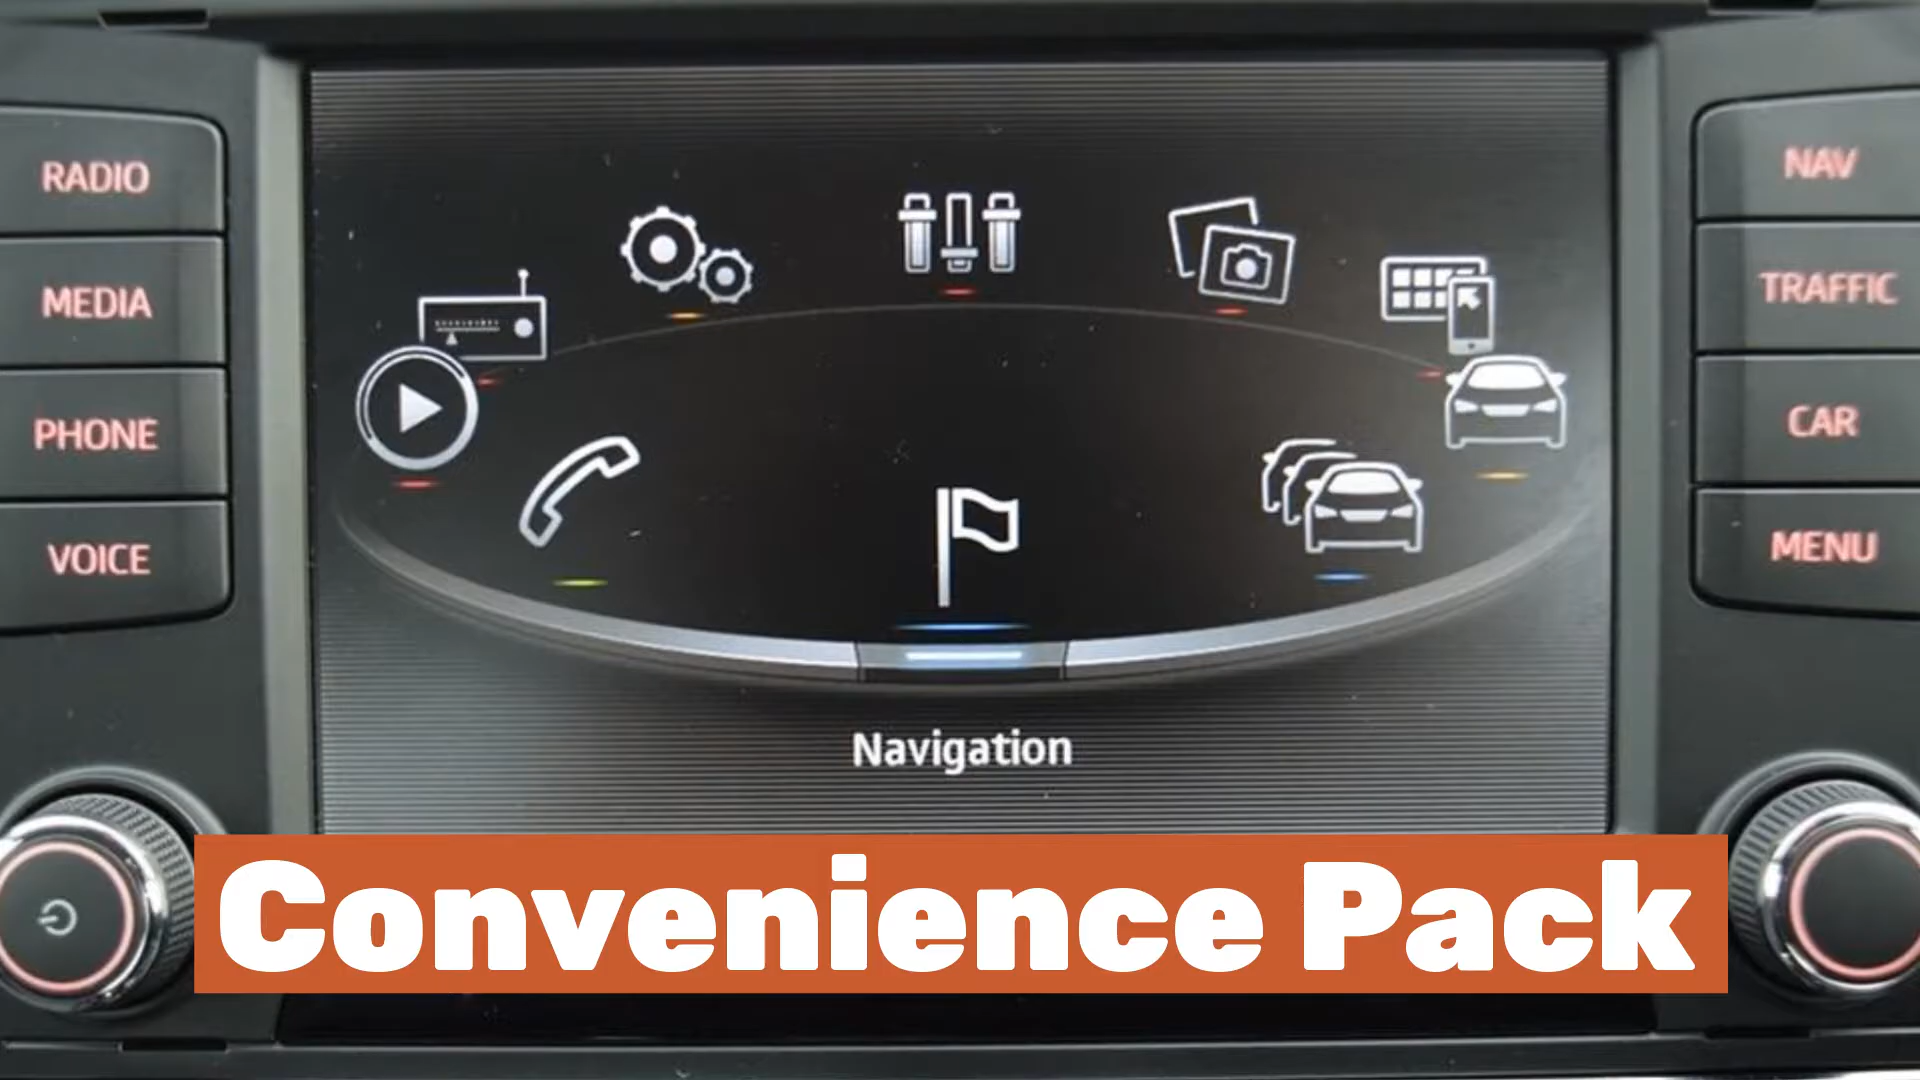 RADIO
MEDIA
PHONE
VOICE
NAV
TRAFFIC
CAR
MENU
Navigation
Convenience Pack